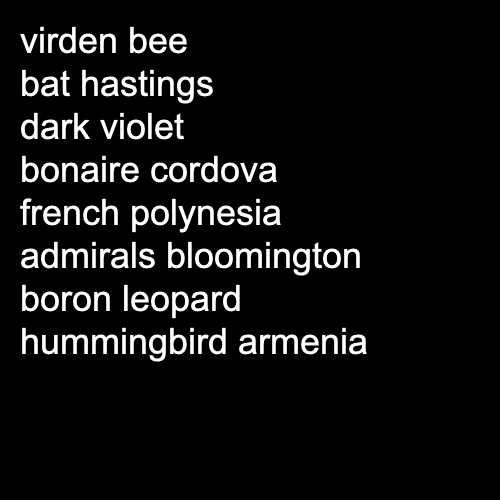 virden bee
bat hastings
dark violet
bonaire cordova
french polynesia
admirals bloomington
boron leopard
hummingbird armenia